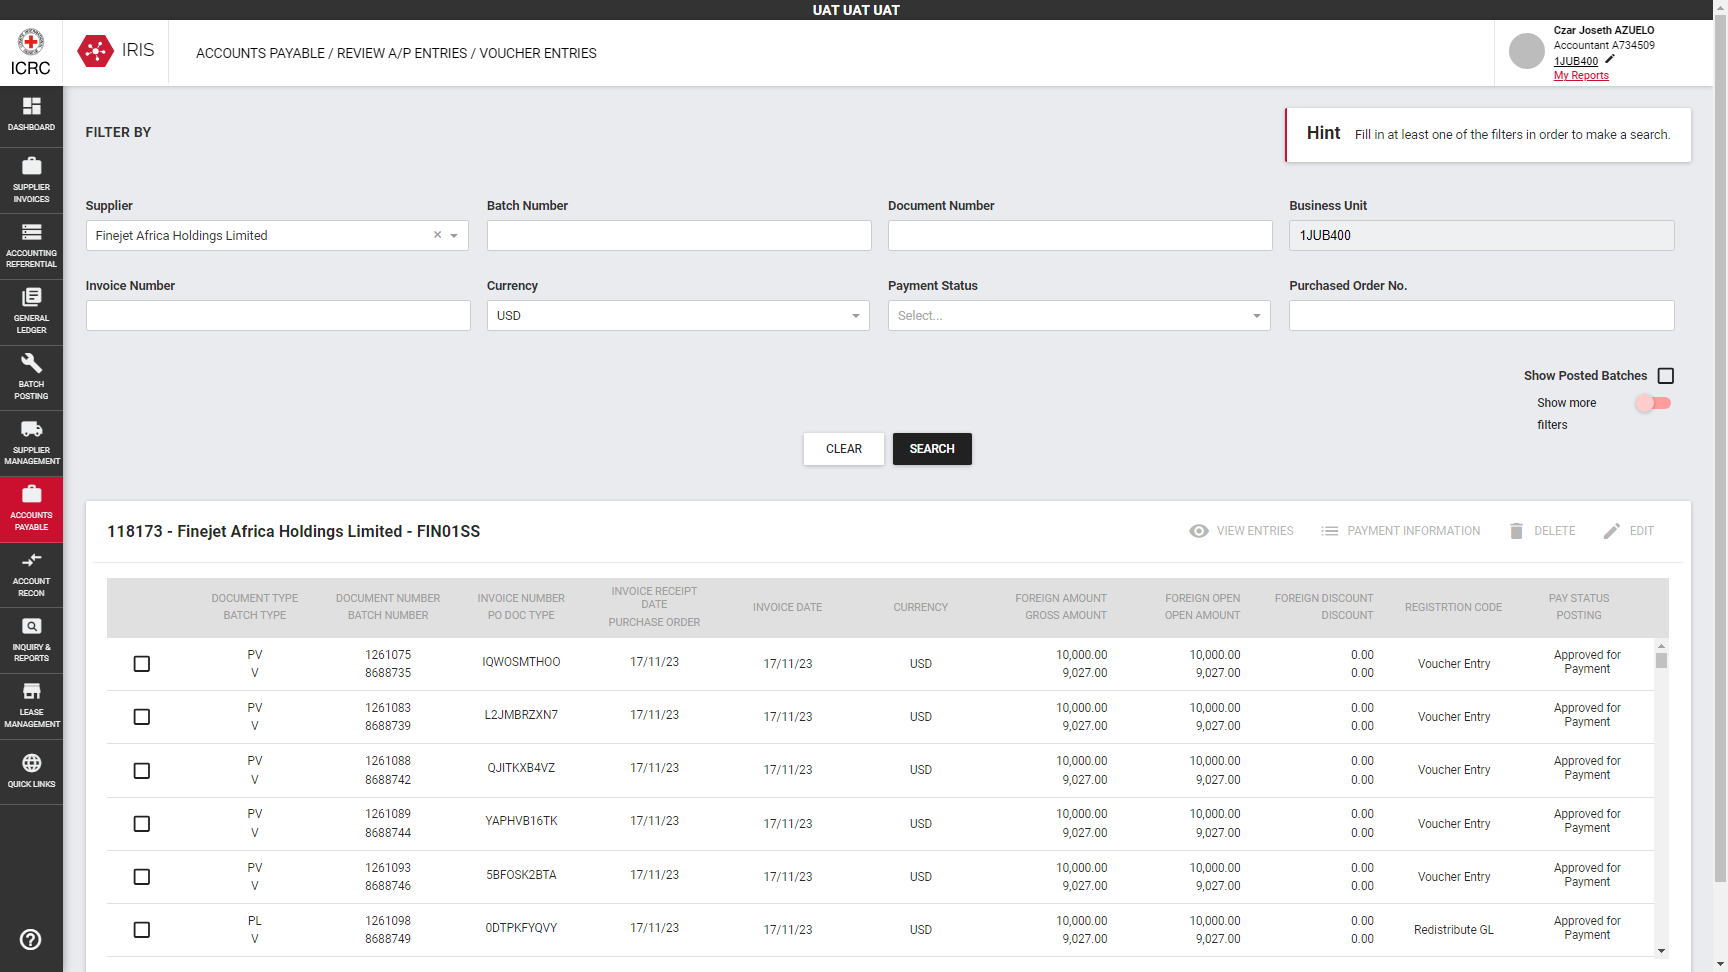 UAT UAT UAT
ICRC
IRIS
ACCOUNTS PAYABLE / REVIEW A/P ENTRIES / VOUCHER ENTRIES
Czar Joseth AZUELO
Accountant A734509
1JUB400
My Reports
DASHBOARD
SUPPLIER
INVOICES
ACCOUNTING
REFERENTIAL
GENERAL
LEDGER
BATCH
POSTING
SUPPLIER
MANAGEMENT
ACCOUNTS
PAYABLE
ACCOUNT
RECON
INQUIRY &
REPORTS
LEASE
MANAGEMENT
QUICK LINKS
FILTER BY
Hint Fill in at least one of the filters in order to make a search.
Supplier Batch Number Document Number Business Unit
Finejet Africa Holdings Limited 1JUB400
Invoice Number Currency Payment Status Purchased Order No.
USD Select...
Show Posted Batches
Show more
filters
CLEAR SEARCH
118173 - Finejet Africa Holdings Limited - FIN01SS
VIEW ENTRIES PAYMENT INFORMATION DELETE EDIT
DOCUMENT TYPE DOCUMENT NUMBER INVOICE NUMBER INVOICE RECEIPT DATE INVOICE DATE CURRENCY FOREIGN AMOUNT FOREIGN OPEN FOREIGN DISCOUNT REGISTRTION CODE PAY STATUS
BATCH TYPE BATCH NUMBER PO DOC TYPE PURCHASE ORDER GROSS AMOUNT OPEN AMOUNT DISCOUNT POSTING
PV 1261075 IQWOSMTHOO 17/11/23 17/11/23 USD 10,000.00 10,000.00 0.00 Voucher Entry Approved for Payment
V 8688735 9,027.00 9,027.00 0.00
PV 1261083 L2JMBRZXN7 17/11/23 17/11/23 USD 10,000.00 10,000.00 0.00 Voucher Entry Approved for Payment
V 8688739 9,027.00 9,027.00 0.00
PV 1261088 QJITKXB4VZ 17/11/23 17/11/23 USD 10,000.00 10,000.00 0.00 Voucher Entry Approved for Payment
V 8688742 9,027.00 9,027.00 0.00
PV 1261089 YAPHVB16TK 17/11/23 17/11/23 USD 10,000.00 10,000.00 0.00 Voucher Entry Approved for Payment
V 8688744 9,027.00 9,027.00 0.00
PV 1261093 5BFOSK2BTA 17/11/23 17/11/23 USD 10,000.00 10,000.00 0.00 Voucher Entry Approved for Payment
V 8688746 9,027.00 9,027.00 0.00
PL 1261098 0DTPKFYQVY 17/11/23 17/11/23 USD 10,000.00 10,000.00 0.00 Redistribute GL Approved for Payment
V 8688749 9,027.00 9,027.00 0.00